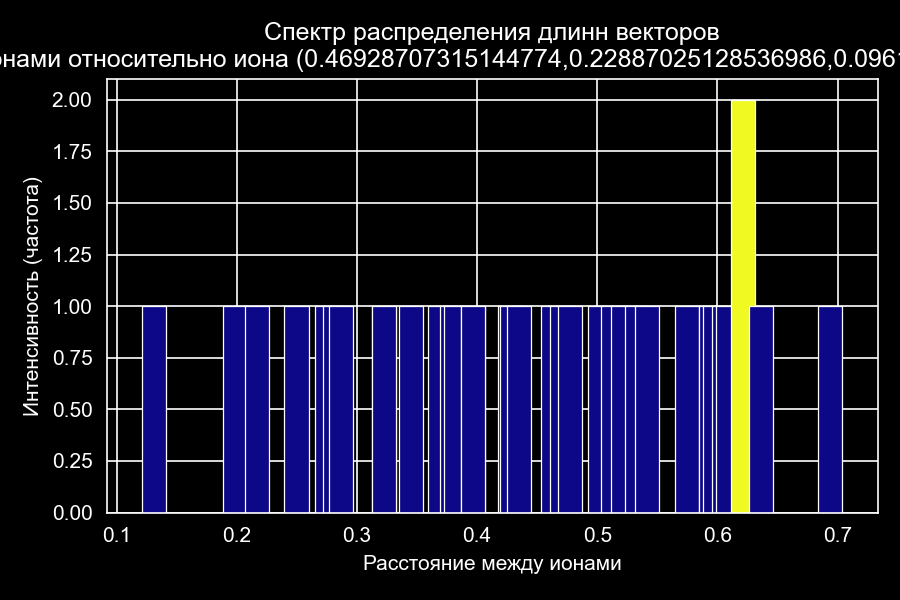 Спектр распределения длинн векторов
онами относительно иона (0.46928707315144774,0.22887025128536986,0.0961
2.00
1.75
1.50
1.25
1.00
0.75
0.50
0.25
0.00
Интенсивность (частота)
0.1 0.2 0.3 0.4 0.5 0.6 0.7
Расстояние между ионами